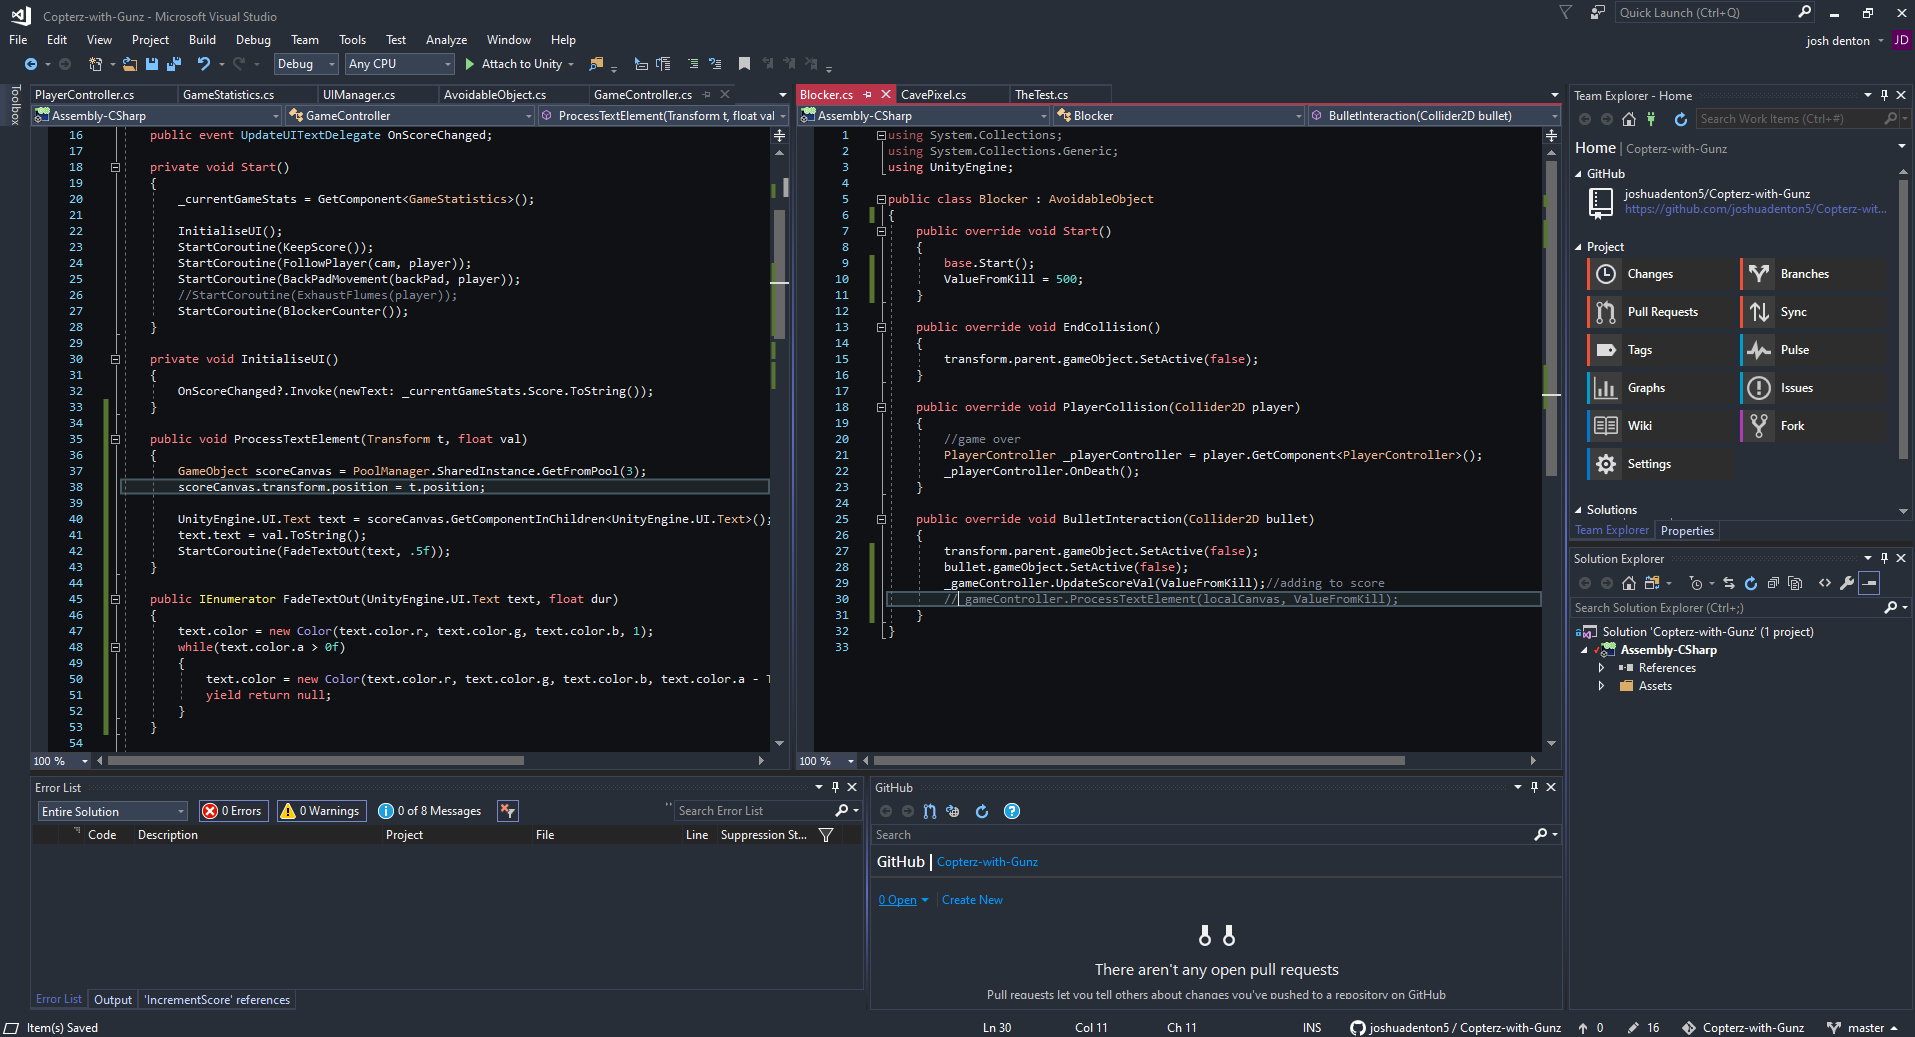 Copterz-with-Gunz - Microsoft Visual Studio
Quick Launch (Ctrl+Q)
File Edit View Project Build Debug Team Tools Test Analyze Window Help
josh denton JD
Debug Any CPU Attach to Unity
Toolbox
PlayerController.cs GameStatistics.cs UIManager.cs AvoidableObject.cs GameController.cs
Assembly-CSharp GameController ProcessTextElement(Transform t, float val
16 public event UpdateUITextDelegate OnScoreChanged;
17
18 private void Start()
19 {
20 _currentGameStats = GetComponent<GameStatistics>();
21
22 InitialiseUI();
23 StartCoroutine(KeepScore());
24 StartCoroutine(FollowPlayer(cam, player));
25 StartCoroutine(BackPadMovement(backPad, player));
26 //StartCoroutine(ExhaustFlumes(player));
27 StartCoroutine(BlockerCounter());
28 }
29
30 private void InitialiseUI()
31 {
32 OnScoreChanged?.Invoke(newText: _currentGameStats.Score.ToString());
33 }
34
35 public void ProcessTextElement(Transform t, float val)
36 {
37 GameObject scoreCanvas = PoolManager.SharedInstance.GetFromPool(3);
38 scoreCanvas.transform.position = t.position;
39
40 UnityEngine.UI.Text text = scoreCanvas.GetComponentInChildren<UnityEngine.UI.Text>();
41 text.text = val.ToString();
42 StartCoroutine(FadeTextOut(text, .5f));
43 }
44
45 public IEnumerator FadeTextOut(UnityEngine.UI.Text text, float dur)
46 {
47 text.color = new Color(text.color.r, text.color.g, text.color.b, 1);
48 while(text.color.a > 0f)
49 {
50 text.color = new Color(text.color.r, text.color.g, text.color.b, text.color.a -
51 yield return null;
52 }
53 }
54
100 %
Blocker.cs CavePixel.cs TheTest.cs
Assembly-CSharp Blocker BulletInteraction(Collider2D bullet)
1 using System.Collections;
2 using System.Collections.Generic;
3 using UnityEngine;
4
5 public class Blocker : AvoidableObject
6 {
7 public override void Start()
8 {
9 base.Start();
10 ValueFromKill = 500;
11 }
12
13 public override void EndCollision()
14 {
15 transform.parent.gameObject.SetActive(false);
16 }
17
18 public override void PlayerCollision(Collider2D player)
19 {
20 //game over
21 PlayerController _playerController = player.GetComponent<PlayerController>();
22 _playerController.OnDeath();
23 }
24
25 public override void BulletInteraction(Collider2D bullet)
26 {
27 transform.parent.gameObject.SetActive(false);
28 bullet.gameObject.SetActive(false);
29 _gameController.UpdateScoreVal(ValueFromKill);//adding to score
30 //_gameController.ProcessTextElement(localCanvas, ValueFromKill);
31 }
32 }
33
100 %
Team Explorer - Home
Search Work Items (Ctrl+#)
Home | Copterz-with-Gunz
GitHub
joshuadenton5/Copterz-with-Gunz
https://github.com/joshuadenton5/Copterz-wit...
Project
Changes Branches
Pull Requests Sync
Tags Pulse
Graphs Issues
Wiki Fork
Settings
Solutions
Team Explorer Properties
Solution Explorer
Search Solution Explorer (Ctrl+;)
Solution 'Copterz-with-Gunz' (1 project)
Assembly-CSharp
References
Assets
Error List
Entire Solution 0 Errors 0 Warnings 0 of 8 Messages Search Error List
Code Description Project File Line Suppression St...
Error List Output 'IncrementScore' references
GitHub
Search
GitHub | Copterz-with-Gunz
0 Open Create New
There aren't any open pull requests
Pull requests let you tell others about changes you've pushed to a repository on GitHub
Item(s) Saved Ln 30 Col 11 Ch 11 INS joshuadenton5 / Copterz-with-Gunz 0 16 Copterz-with-Gunz master